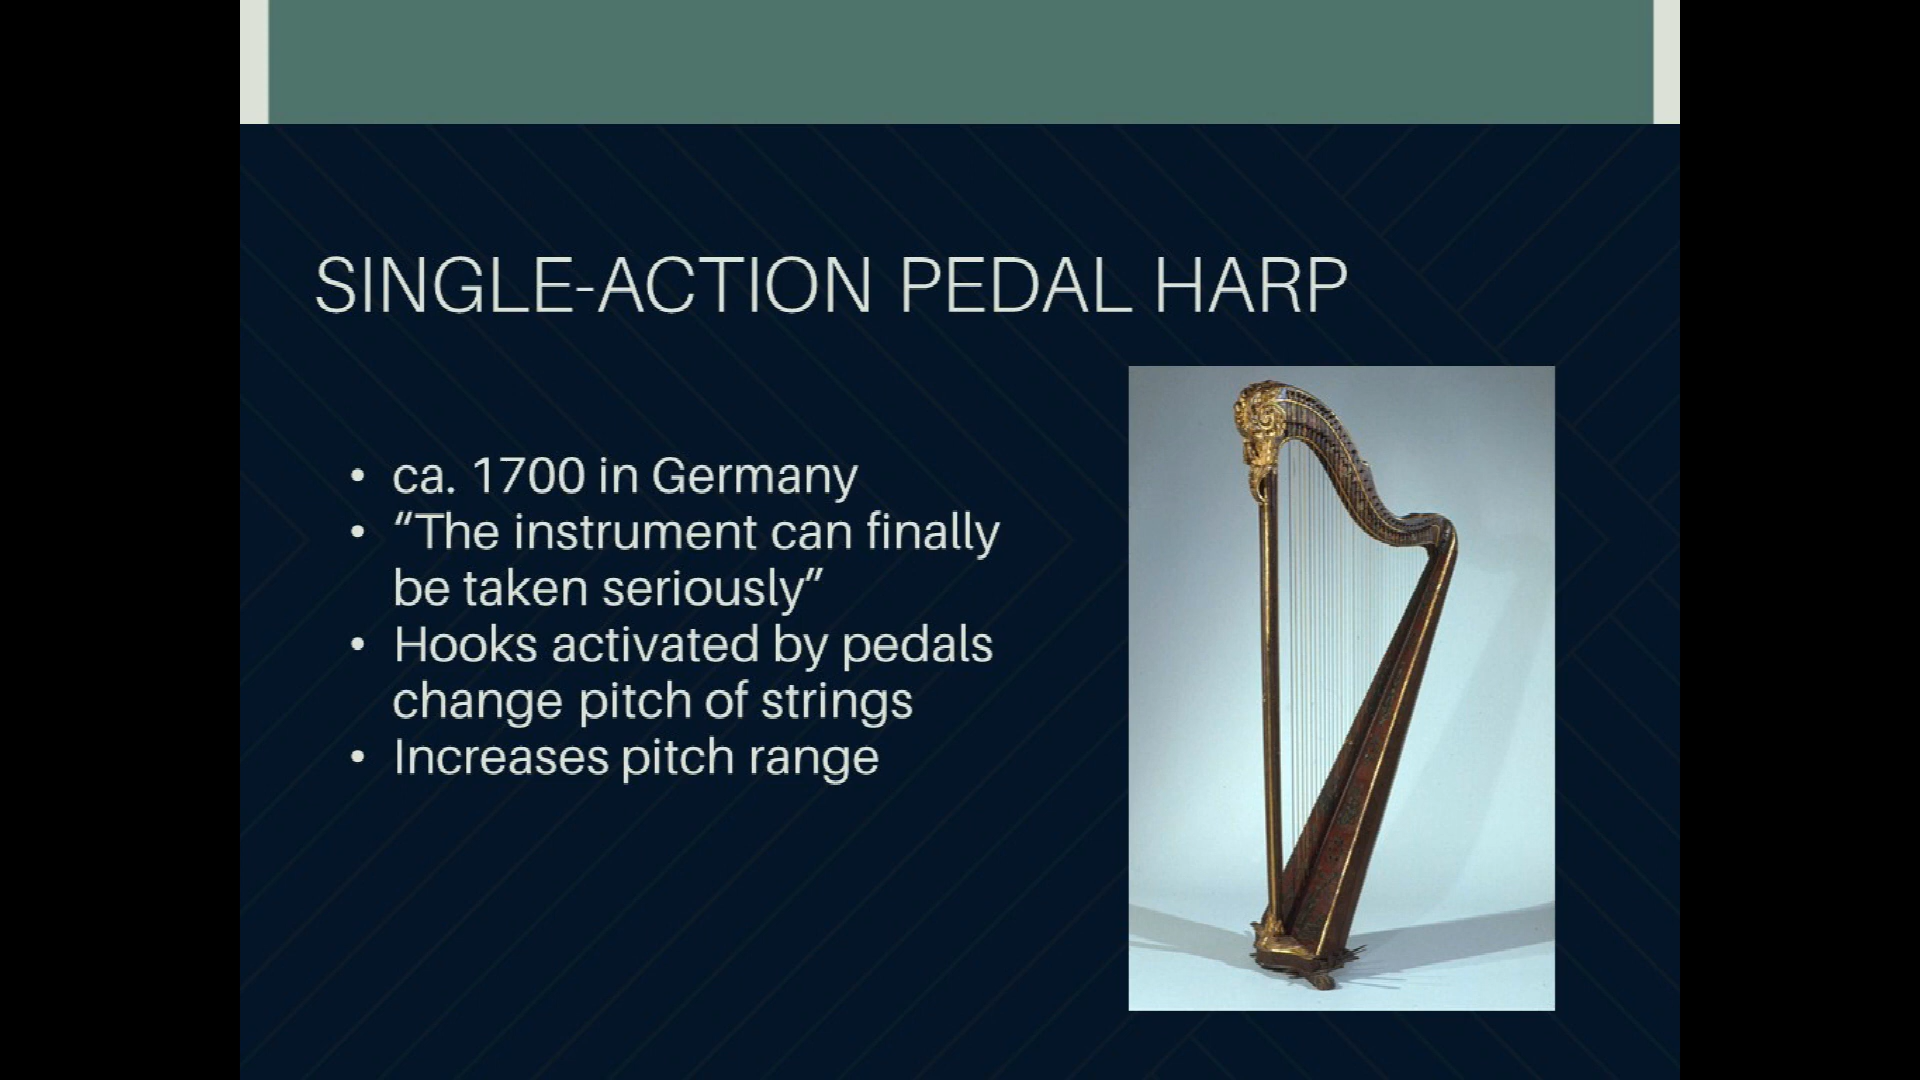 SINGLE-ACTION PEDAL HARP
• ca. 1700 in Germany
• “The instrument can finally
be taken seriously”
• Hooks activated by pedals
change pitch of strings
• Increases pitch range